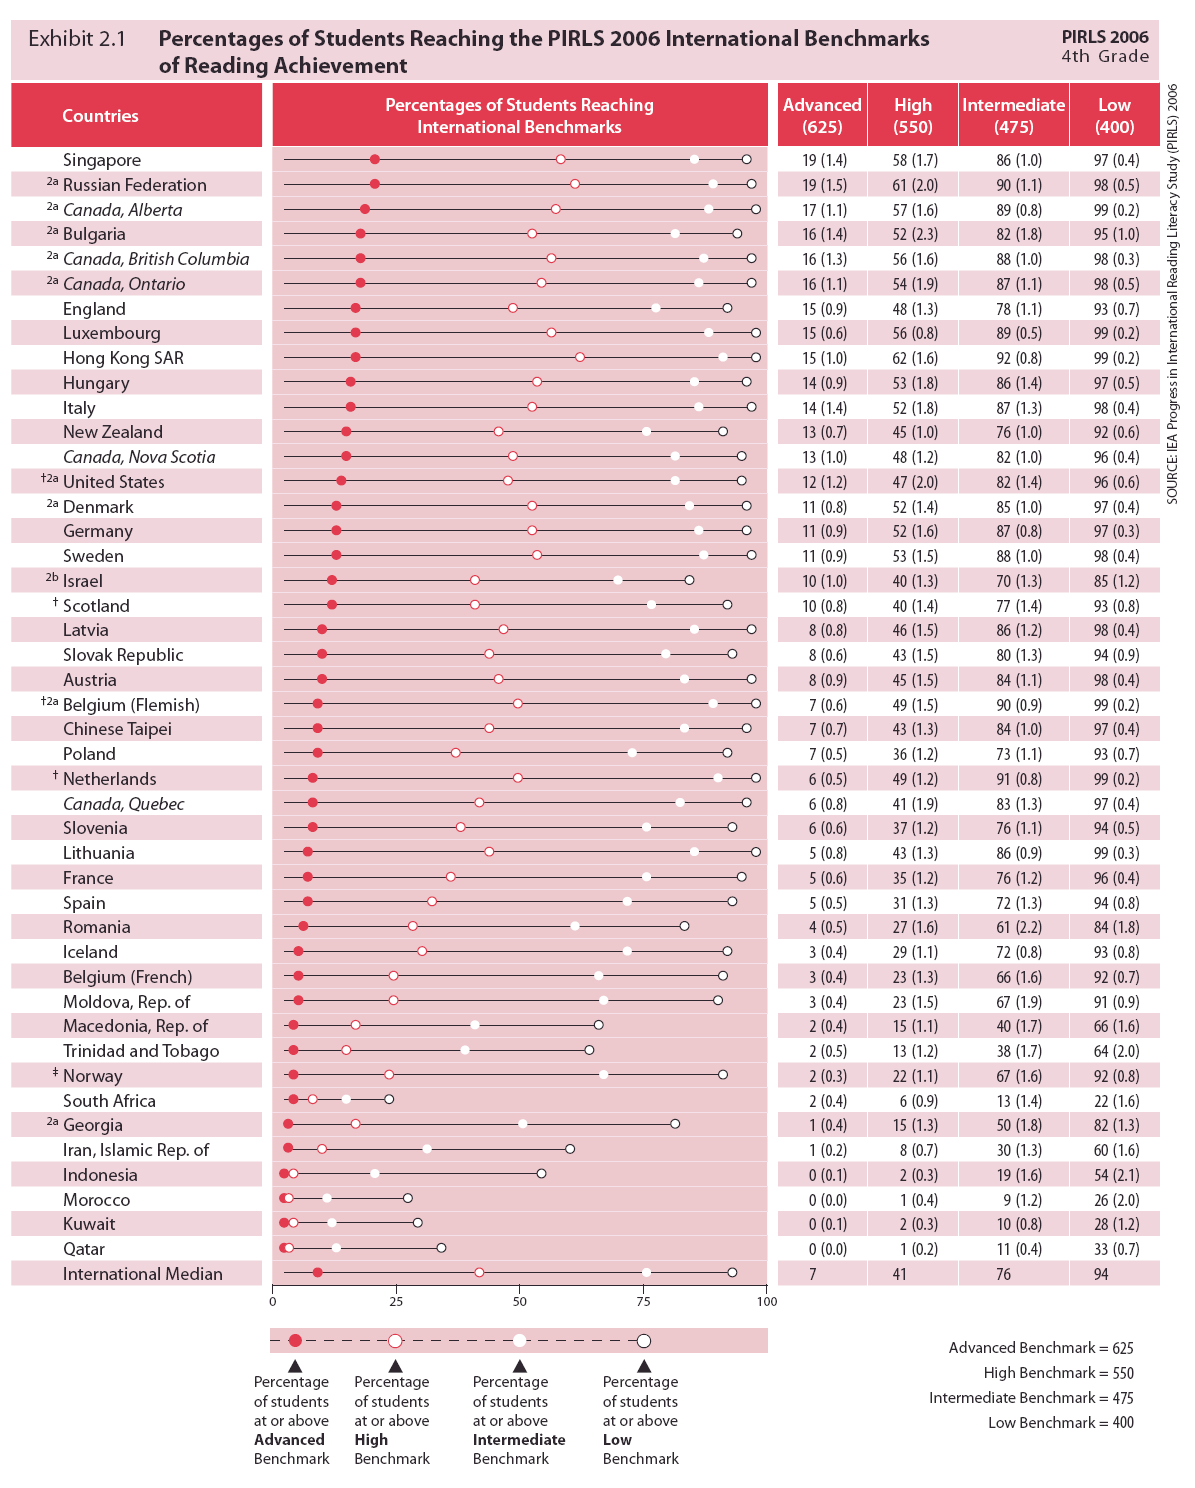 Exhibit 2.1 Percentages of Students Reaching the PIRLS 2006 International Benchmarks of Reading Achievement
PIRLS 2006
4th Grade
Countries Percentages of Students Reaching International Benchmarks Advanced (625) High (550) Intermediate (475) Low (400)
Singapore 19 (1.4) 58 (1.7) 86 (1.0) 97 (0.4)
2a Russian Federation 19 (1.5) 61 (2.0) 90 (1.1) 98 (0.5)
2a Canada, Alberta 17 (1.1) 57 (1.6) 89 (0.8) 99 (0.2)
2a Bulgaria 16 (1.4) 52 (2.3) 82 (1.8) 95 (1.0)
2a Canada, British Columbia 16 (1.3) 56 (1.6) 88 (1.0) 98 (0.3)
2a Canada, Ontario 16 (1.1) 54 (1.9) 87 (1.1) 98 (0.5)
England 15 (0.9) 48 (1.3) 78 (1.1) 93 (0.7)
Luxembourg 15 (0.6) 56 (0.8) 89 (0.5) 99 (0.2)
Hong Kong SAR 15 (1.0) 62 (1.6) 92 (0.8) 99 (0.2)
Hungary 14 (0.9) 53 (1.8) 86 (1.4) 97 (0.5)
Italy 14 (1.4) 52 (1.8) 87 (1.3) 98 (0.4)
New Zealand 13 (0.7) 45 (1.0) 76 (1.0) 92 (0.6)
Canada, Nova Scotia 13 (1.0) 48 (1.2) 82 (1.0) 96 (0.4)
†2a United States 12 (1.2) 47 (2.0) 82 (1.4) 96 (0.6)
2a Denmark 11 (0.8) 52 (1.4) 85 (1.0) 97 (0.4)
Germany 11 (0.9) 52 (1.6) 87 (0.8) 97 (0.3)
Sweden 11 (0.9) 53 (1.5) 88 (1.0) 98 (0.4)
2b Israel 10 (1.0) 40 (1.3) 70 (1.3) 85 (1.2)
† Scotland 10 (0.8) 40 (1.4) 77 (1.4) 93 (0.8)
Latvia 8 (0.8) 46 (1.5) 86 (1.2) 98 (0.4)
Slovak Republic 8 (0.6) 43 (1.5) 80 (1.3) 94 (0.9)
Austria 8 (0.9) 45 (1.5) 84 (1.1) 98 (0.4)
†2a Belgium (Flemish) 7 (0.6) 49 (1.5) 90 (0.9) 99 (0.2)
Chinese Taipei 7 (0.7) 43 (1.3) 84 (1.0) 97 (0.4)
Poland 7 (0.5) 36 (1.2) 73 (1.1) 93 (0.7)
† Netherlands 6 (0.5) 49 (1.2) 91 (0.8) 99 (0.2)
Canada, Quebec 6 (0.8) 41 (1.9) 83 (1.3) 97 (0.4)
Slovenia 6 (0.6) 37 (1.2) 76 (1.1) 94 (0.5)
Lithuania 5 (0.8) 43 (1.3) 86 (0.9) 99 (0.3)
France 5 (0.6) 35 (1.2) 76 (1.2) 96 (0.4)
Spain 5 (0.5) 31 (1.3) 72 (1.3) 94 (0.8)
Romania 4 (0.5) 27 (1.6) 61 (2.2) 84 (1.8)
Iceland 3 (0.4) 29 (1.1) 72 (0.8) 93 (0.8)
Belgium (French) 3 (0.4) 23 (1.3) 66 (1.6) 92 (0.7)
Moldova, Rep. of 3 (0.4) 23 (1.5) 67 (1.9) 91 (0.9)
Macedonia, Rep. of 2 (0.4) 15 (1.1) 40 (1.7) 66 (1.6)
Trinidad and Tobago 2 (0.5) 13 (1.2) 38 (1.7) 64 (2.0)
‡ Norway 2 (0.3) 22 (1.1) 67 (1.6) 92 (0.8)
South Africa 2 (0.4) 6 (0.9) 13 (1.4) 22 (1.6)
2a Georgia 1 (0.4) 15 (1.3) 50 (1.8) 82 (1.3)
Iran, Islamic Rep. of 1 (0.2) 8 (0.7) 30 (1.3) 60 (1.6)
Indonesia 0 (0.1) 2 (0.3) 19 (1.6) 54 (2.1)
Morocco 0 (0.0) 1 (0.4) 9 (1.2) 26 (2.0)
Kuwait 0 (0.1) 2 (0.3) 10 (0.8) 28 (1.2)
Qatar 0 (0.0) 1 (0.2) 11 (0.4) 33 (0.7)
International Median 7 41 76 94
0 25 50 75 100
Percentage of students at or above Advanced Benchmark
Percentage of students at or above High Benchmark
Percentage of students at or above Intermediate Benchmark
Percentage of students at or above Low Benchmark
Advanced Benchmark = 625
High Benchmark = 550
Intermediate Benchmark = 475
Low Benchmark = 400
SOURCE: IEA Progress in International Reading Literacy Study (PIRLS) 2006